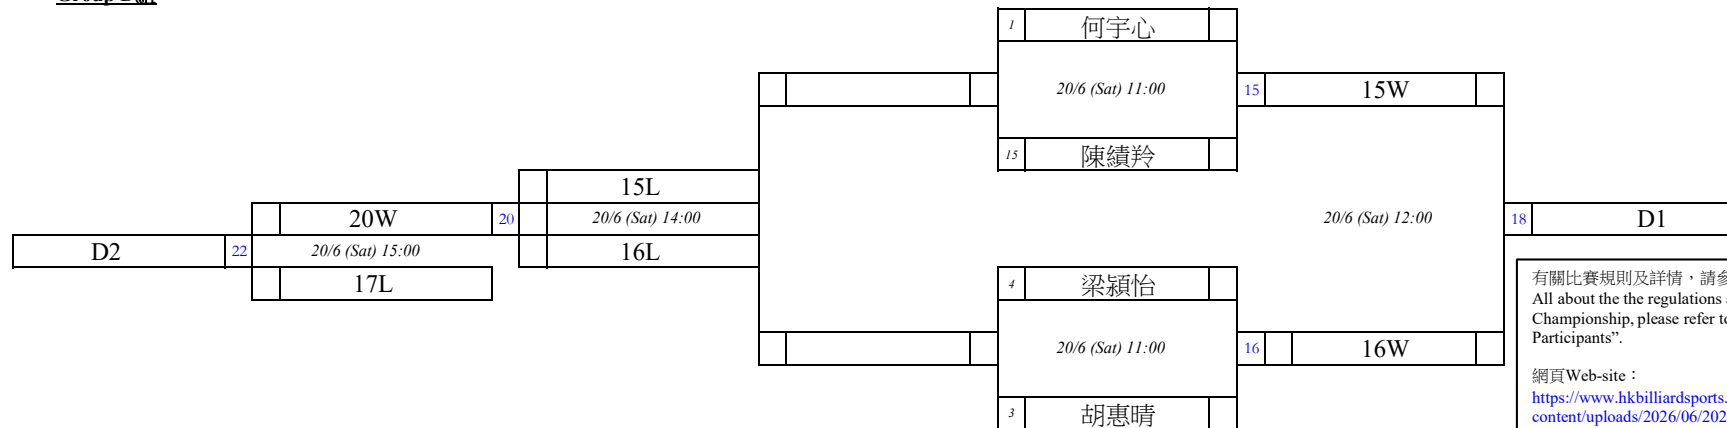 1 何宇心
20/6 (Sat) 11:00
15 15W
15 陳績羚
15L
20W 20 20/6 (Sat) 14:00 20/6 (Sat) 12:00 18 D1
D2 22 20/6 (Sat) 15:00 16L
17L 4 梁潁怡
20/6 (Sat) 11:00 16 16W
3 胡惠晴
有關比賽規則及詳情，請參
All about the the regulations
Championship, please refer to
Participants”.
網頁Web-site：
https://www.hkbilliardsports.
content/uploads/2026/06/202